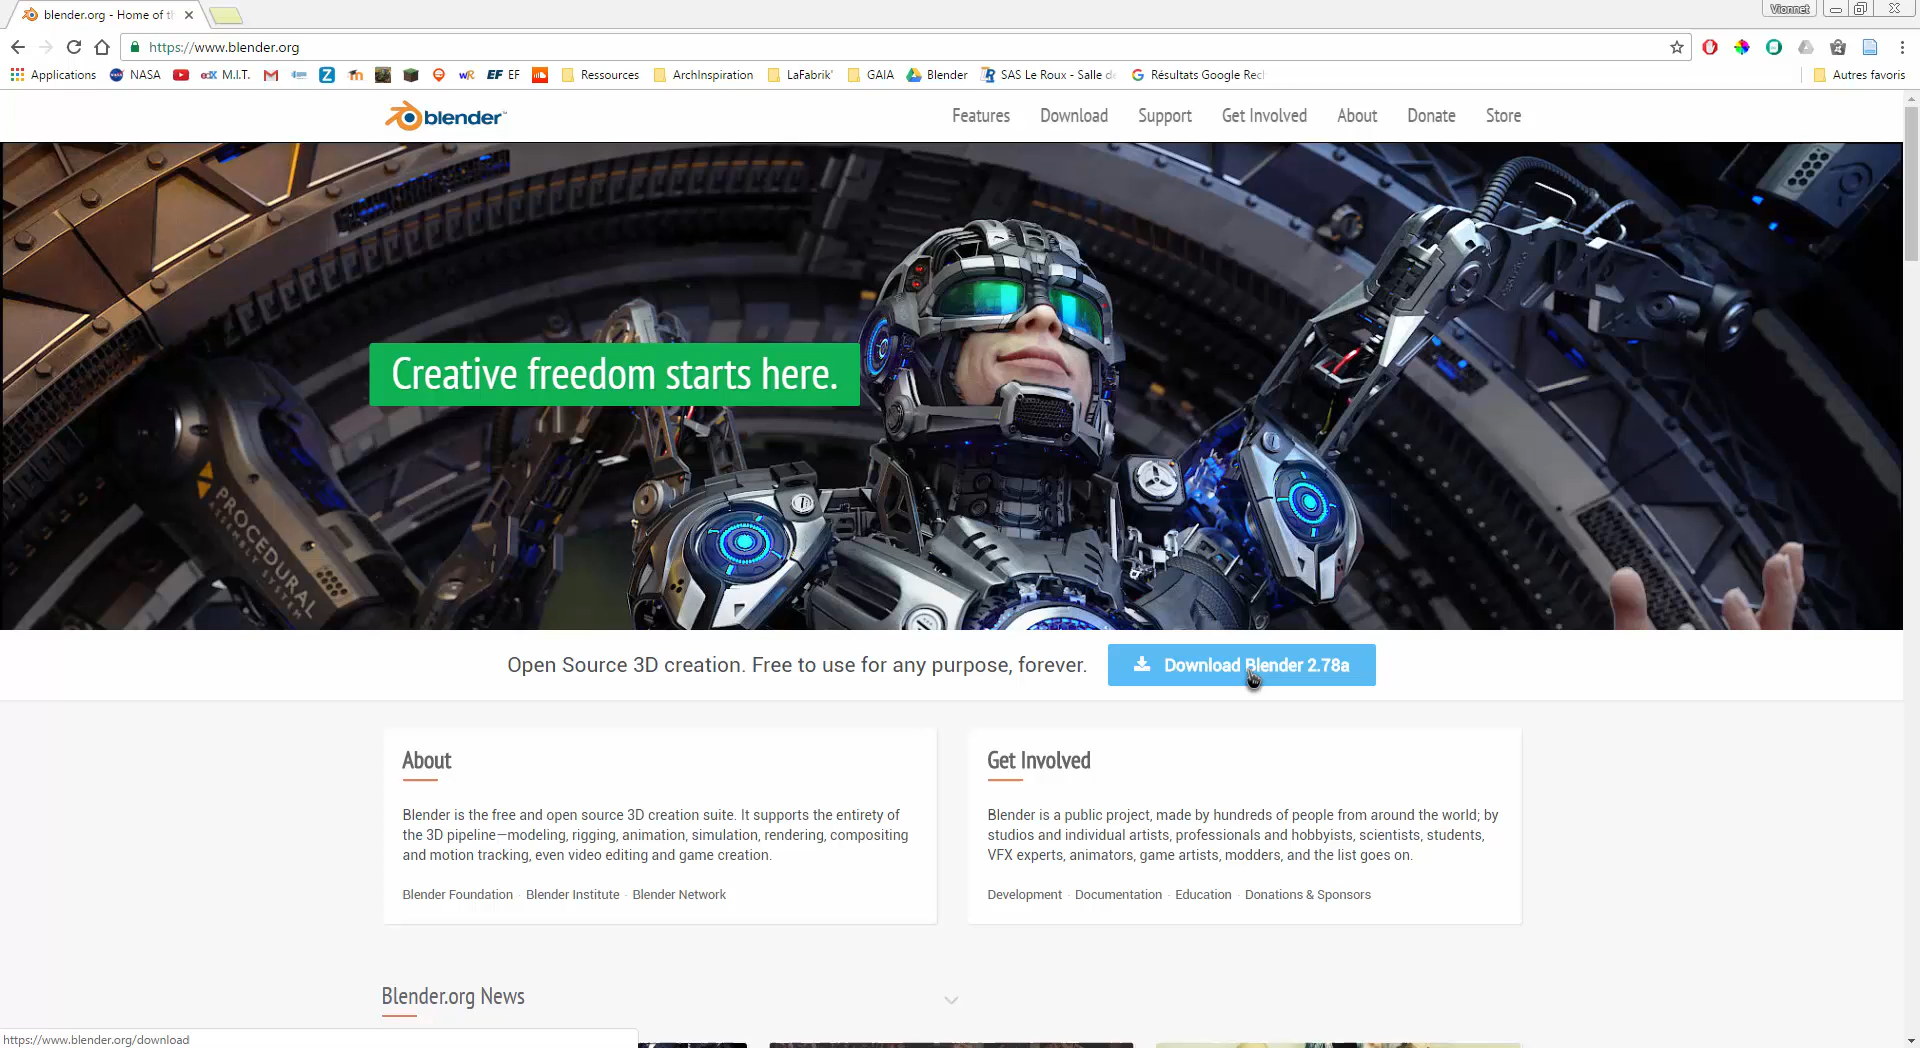 blender.org - Home of t
Vionnet
https://www.blender.org
Applications NASA edX M.I.T. Z wR EF EF Ressources ArchInspiration LaFabrik' GAIA Blender SAS Le Roux - Salle d Résultats Google Rec Autres favoris
blender
Features Download Support Get Involved About Donate Store
Creative freedom starts here.
PROCEDURAL
ASSEMBLY SYSTEM
Open Source 3D creation. Free to use for any purpose, forever. Download Blender 2.78a
About
Blender is the free and open source 3D creation suite. It supports the entirety of
the 3D pipeline—modeling, rigging, animation, simulation, rendering, compositing
and motion tracking, even video editing and game creation.
Blender Foundation · Blender Institute · Blender Network
Get Involved
Blender is a public project, made by hundreds of people from around the world; by
studios and individual artists, professionals and hobbyists, scientists, students,
VFX experts, animators, game artists, modders, and the list goes on.
Development · Documentation · Education · Donations & Sponsors
Blender.org News
https://www.blender.org/download